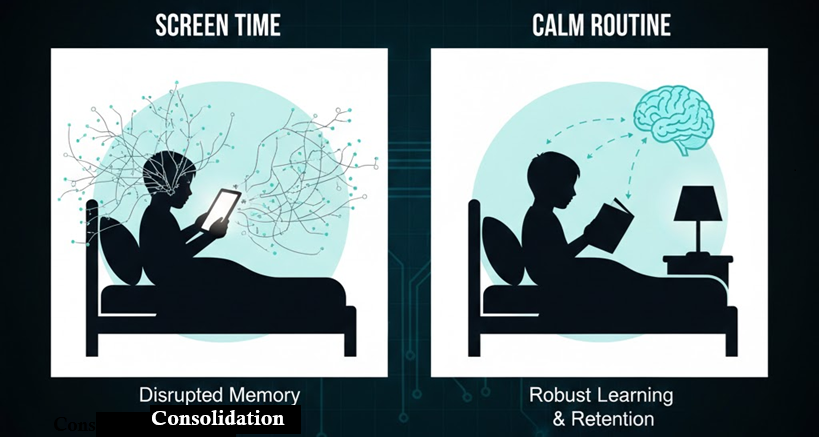 SCREEN TIME
CALM ROUTINE
Disrupted Memory
Consolidation
Robust Learning
& Retention